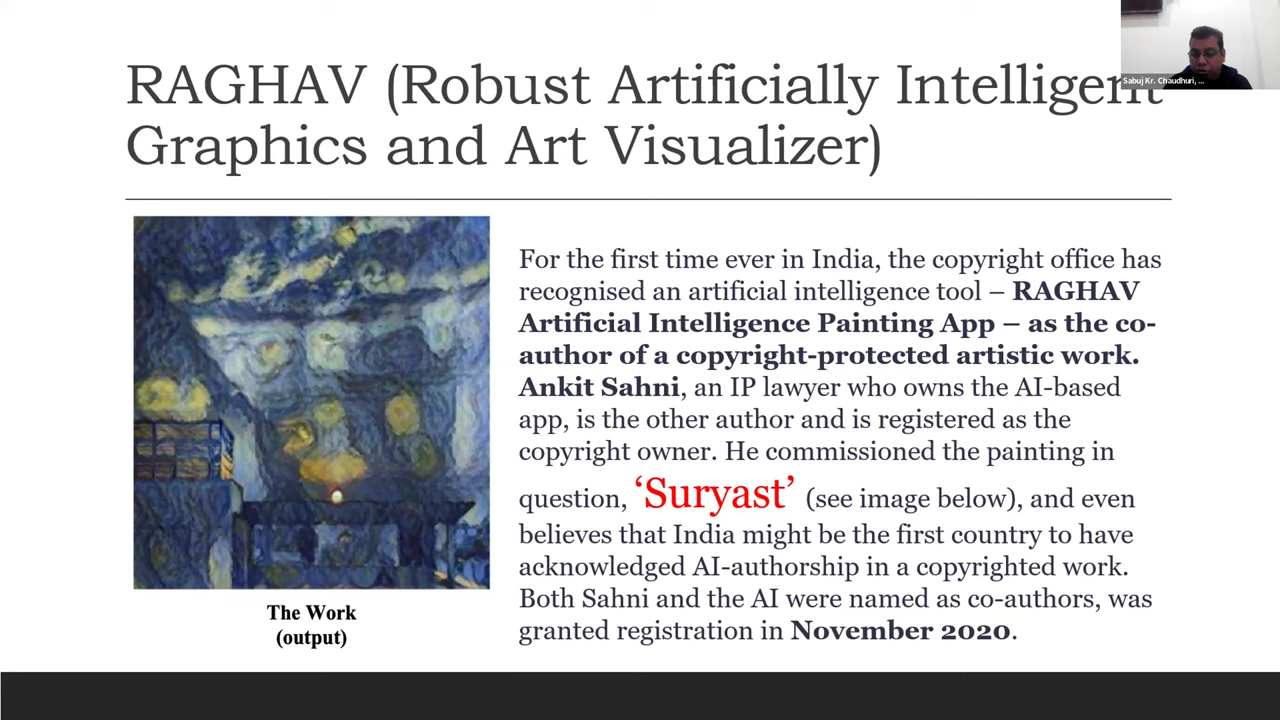 RAGHAV (Robust Artificially Intelligent
Graphics and Art Visualizer)
Sabuj Kr. Chaudhuri, ...
For the first time ever in India, the copyright office has
recognised an artificial intelligence tool – RAGHAV
Artificial Intelligence Painting App – as the co-
author of a copyright-protected artistic work.
Ankit Sahni, an IP lawyer who owns the AI-based
app, is the other author and is registered as the
copyright owner. He commissioned the painting in
question, ‘Suryast’ (see image below), and even
believes that India might be the first country to have
acknowledged AI-authorship in a copyrighted work.
Both Sahni and the AI were named as co-authors, was
granted registration in November 2020.
The Work
(output)